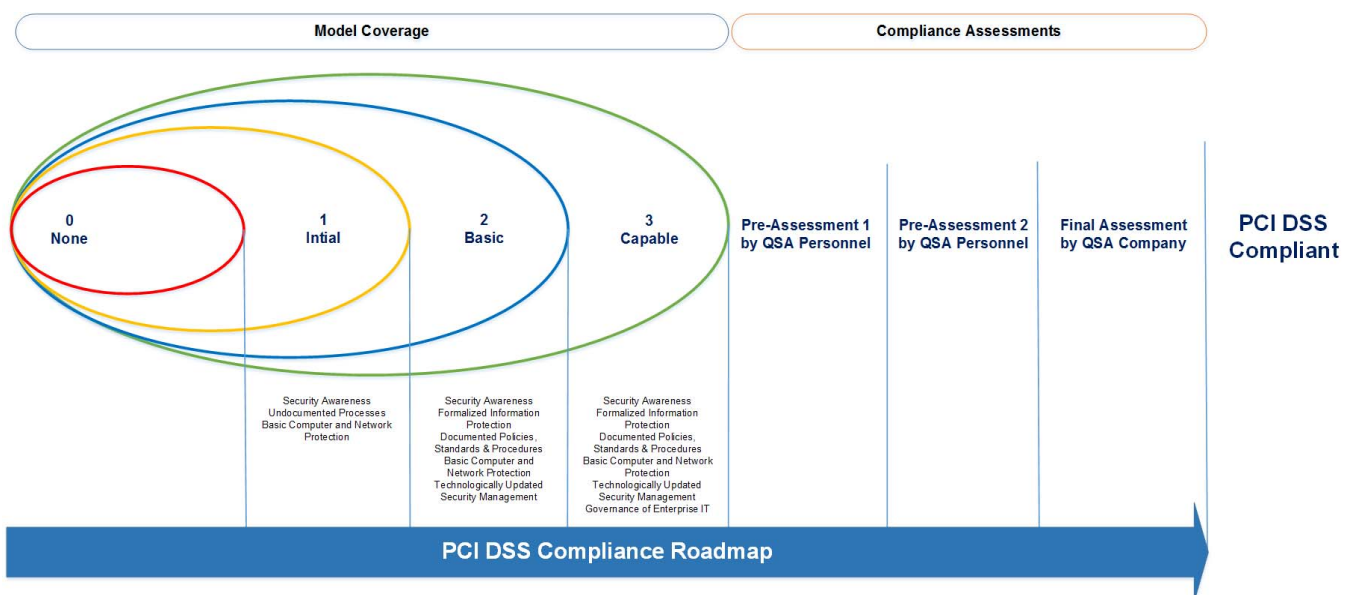 Model Coverage
Compliance Assessments
0
None
1
Intial
2
Basic
3
Capable
Pre-Assessment 1
by QSA Personnel
Pre-Assessment 2
by QSA Personnel
Final Assessment
by QSA Company
PCI DSS
Compliant
Security Awareness
Undocumented Processes
Basic Computer and Network
Protection
Security Awareness
Formalized Information
Protection
Documented Policies,
Standards & Procedures
Basic Computer and
Network Protection
Technologically Updated
Security Management
Security Awareness
Formalized Information
Protection
Documented Policies,
Standards & Procedures
Basic Computer and Network
Protection
Technologically Updated
Security Management
Governance of Enterprise IT
PCI DSS Compliance Roadmap